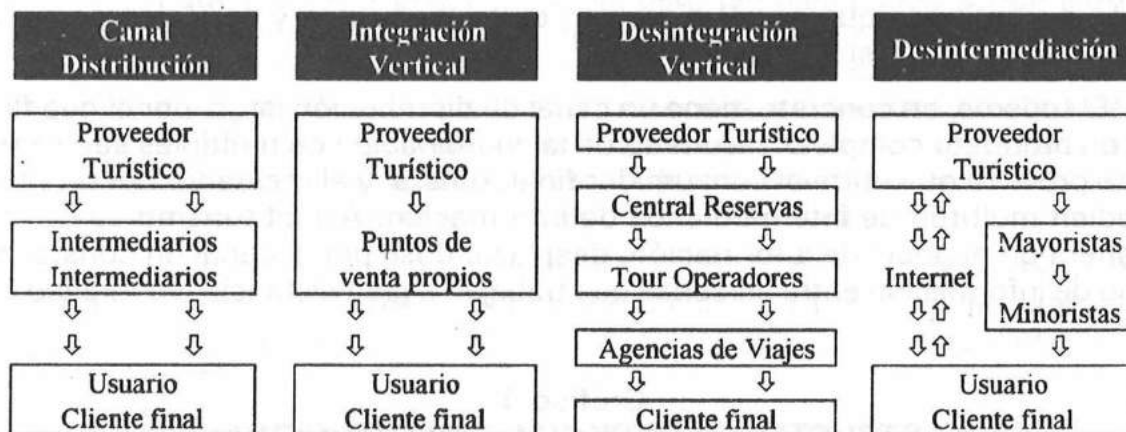 Canal
Distribución
Proveedor
Turístico
Intermediarios
Intermediarios
Usuario
Cliente final
Integración
Vertical
Proveedor
Turístico
Puntos de
venta propios
Usuario
Cliente final
Desintegración
Vertical
Proveedor Turístico
Central Reservas
Tour Operadores
Agencias de Viajes
Cliente final
Desintermediación
Proveedor
Turístico
Internet
Mayoristas
Minoristas
Usuario
Cliente final